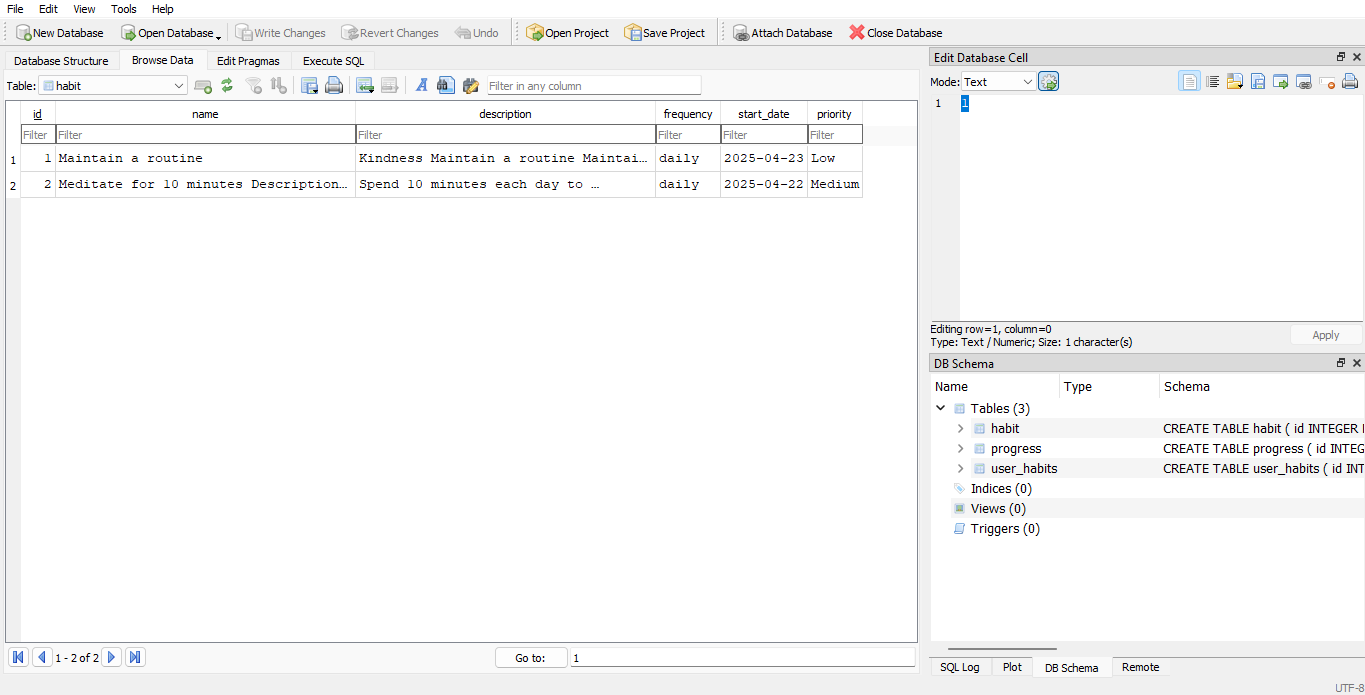 File Edit View Tools Help
New Database Open Database Write Changes Revert Changes Undo Open Project Save Project Attach Database Close Database
Database Structure Browse Data Edit Pragmas Execute SQL
Table: habit Filter in any column
id name description frequency start_date priority
Filter Filter Filter Filter Filter Filter
1 1 Maintain a routine Kindness Maintain a routine Maintai… daily 2025-04-23 Low
2 2 Meditate for 10 minutes Description… Spend 10 minutes each day to … daily 2025-04-22 Medium
1 - 2 of 2 Go to: 1
Edit Database Cell
Mode: Text
1 1
Editing row=1, column=0
Type: Text / Numeric; Size: 1 character(s)
Apply
DB Schema
Name Type Schema
Tables (3)
habit CREATE TABLE habit ( id INTEGER
progress CREATE TABLE progress ( id INTEG
user_habits CREATE TABLE user_habits ( id INT
Indices (0)
Views (0)
Triggers (0)
SQL Log Plot DB Schema Remote
UTF-8